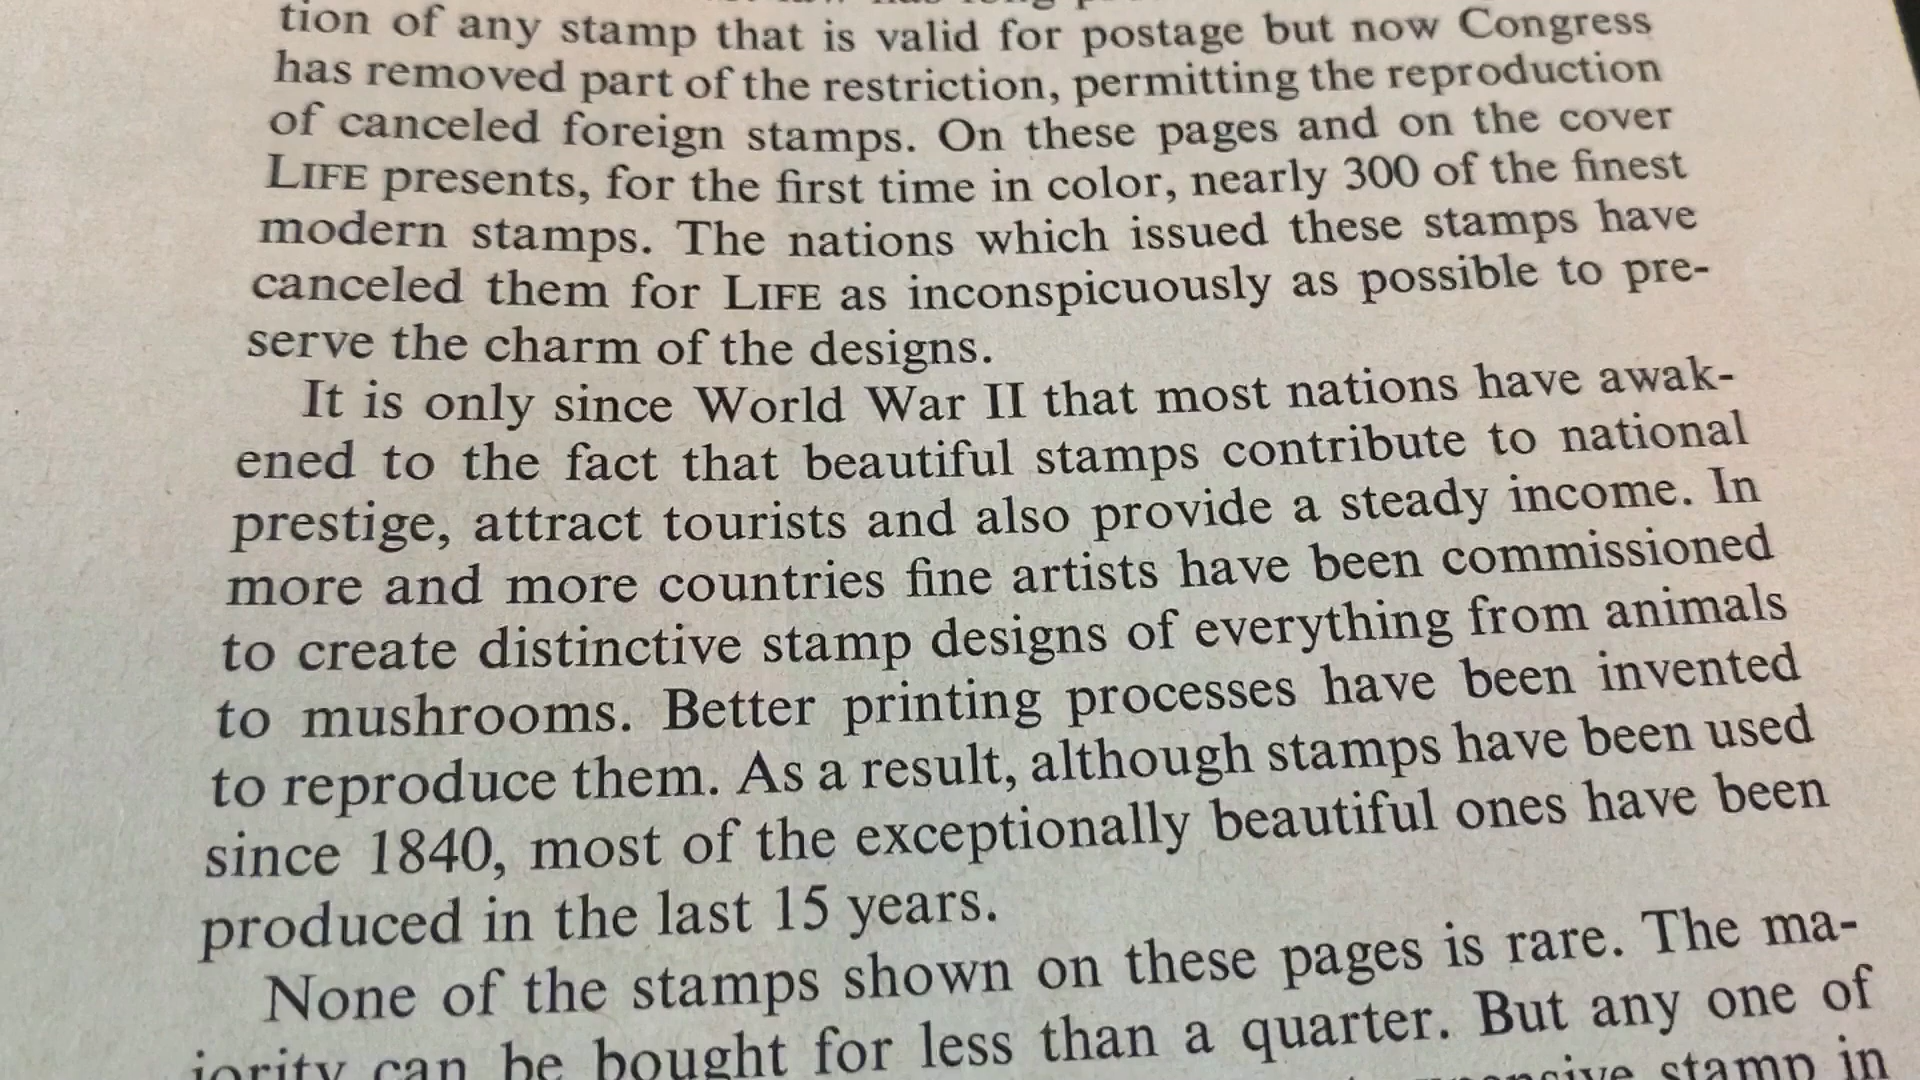 tion of any stamp that is valid for postage but now Congress
has removed part of the restriction, permitting the reproduction
of canceled foreign stamps. On these pages and on the cover
LIFE presents, for the first time in color, nearly 300 of the finest
modern stamps. The nations which issued these stamps have
canceled them for LIFE as inconspicuously as possible to pre-
serve the charm of the designs.
It is only since World War II that most nations have awak-
ened to the fact that beautiful stamps contribute to national
prestige, attract tourists and also provide a steady income. In
more and more countries fine artists have been commissioned
to create distinctive stamp designs of everything from animals
to mushrooms. Better printing processes have been invented
to reproduce them. As a result, although stamps have been used
since 1840, most of the exceptionally beautiful ones have been
produced in the last 15 years.
None of the stamps shown on these pages is rare. The ma-
jority can be bought for less than a quarter. But any one of
stamp in